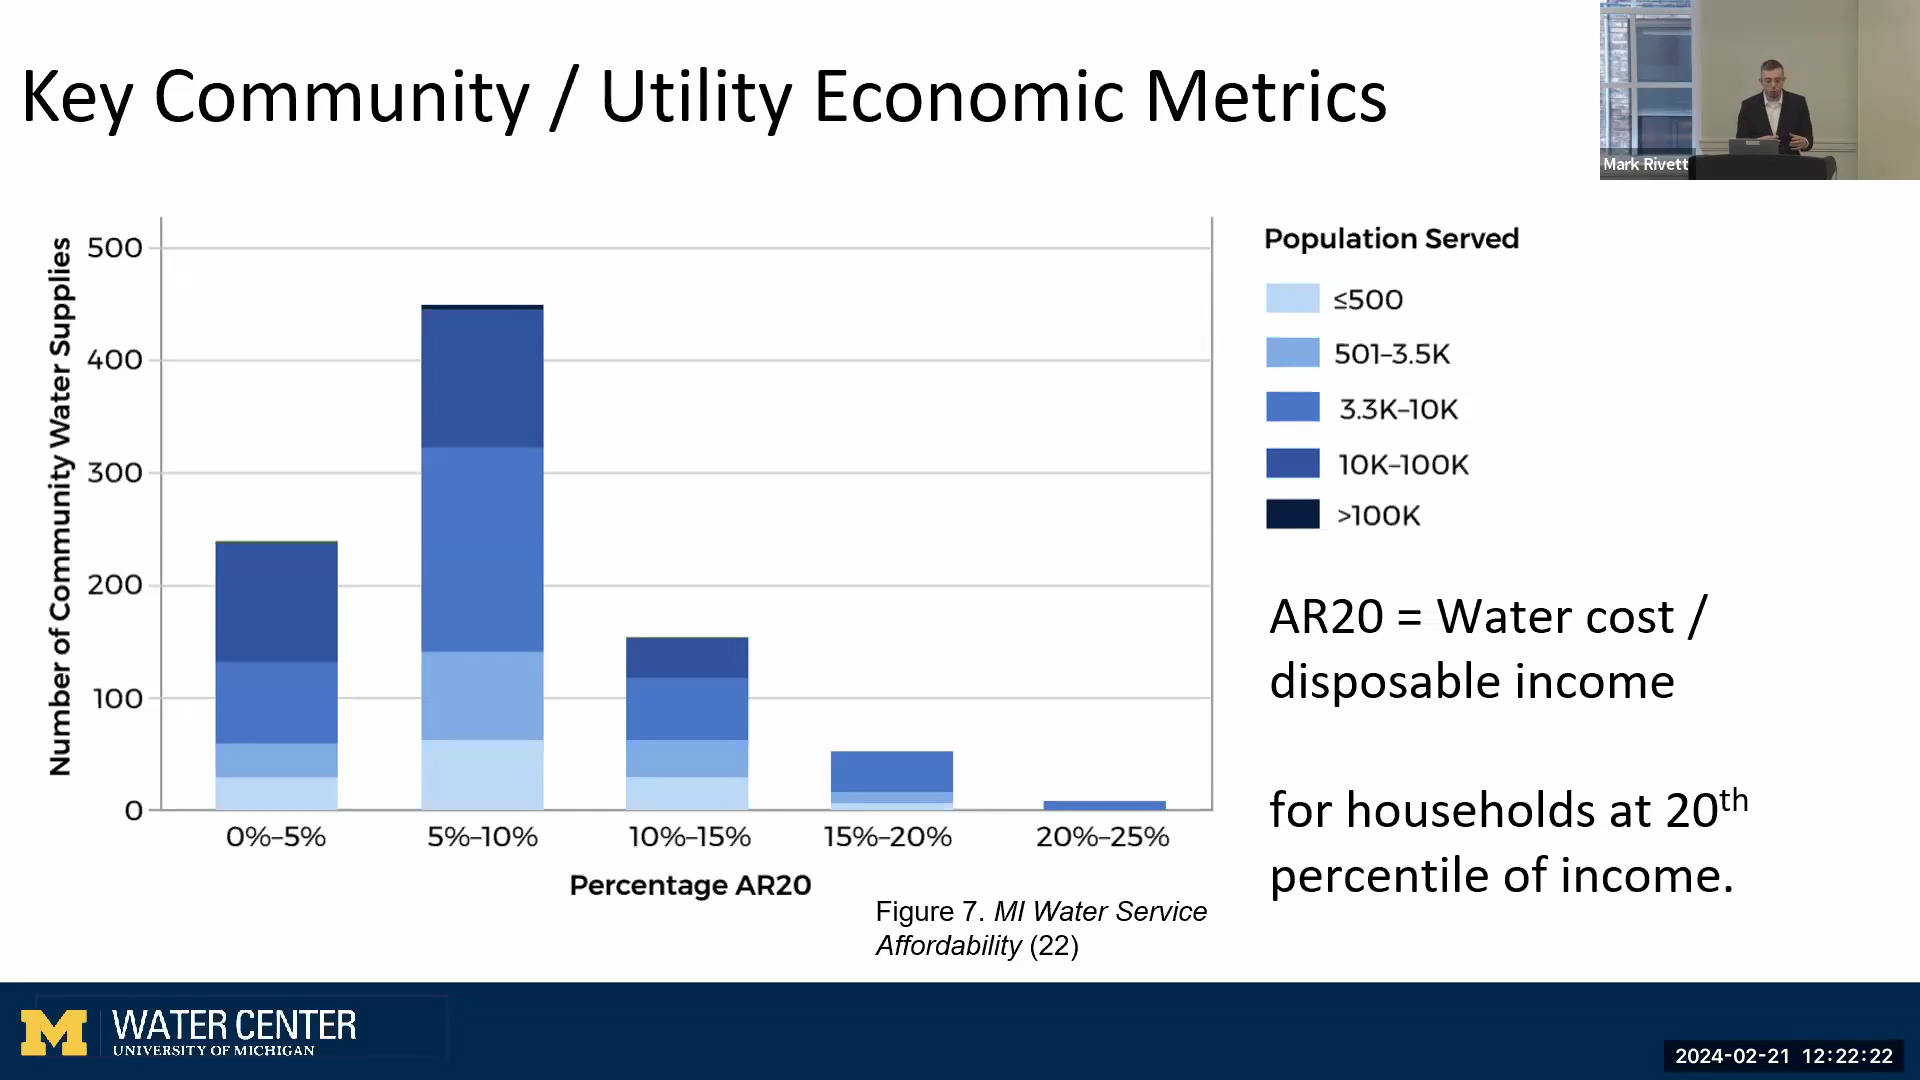 Key Community / Utility Economic Metrics
Mark Rivett
Number of Community Water Supplies
500
400
300
200
100
0
0%–5%
5%–10%
10%–15%
15%–20%
20%–25%
Percentage AR20
Population Served
≤500
501–3.5K
3.3K–10K
10K–100K
>100K
AR20 = Water cost /
disposable income
for households at 20th
percentile of income.
Figure 7. MI Water Service
Affordability (22)
M
WATER CENTER
UNIVERSITY OF MICHIGAN
2024-02-21 12:22:22